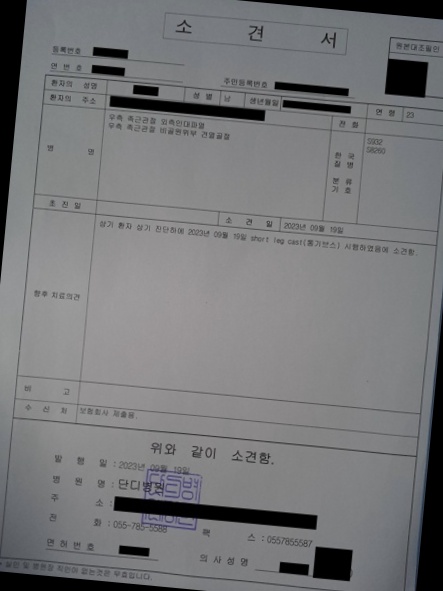 소 견 서
원본대조필인
등록번호
연 번 호
주민등록번호
환자의 성명
성 별 남 생년월일 연 령 23
환자의 주소
전 화
병 명
우측 족근관절 외측인대파열
우측 족근관절 비골원위부 견열골절
한 국
질 병
분 류
기 호
S932
S8260
초 진 일
소 견 일 2023년 09월 19일
향후 치료의견
상기 환자 상기 진단하에 2023년 09월 19일 short leg cast(통기브스) 시행하였음에 소견함.
비 고
수 신 처 보험회사 제출용.
위와 같이 소견함.
발 행 일 : 2023년 09월 19일
병 원 명 : 단디병원
주 소 :
전 화 : 055-785-5588 팩 스 : 0557855587
면허번호 의사성명